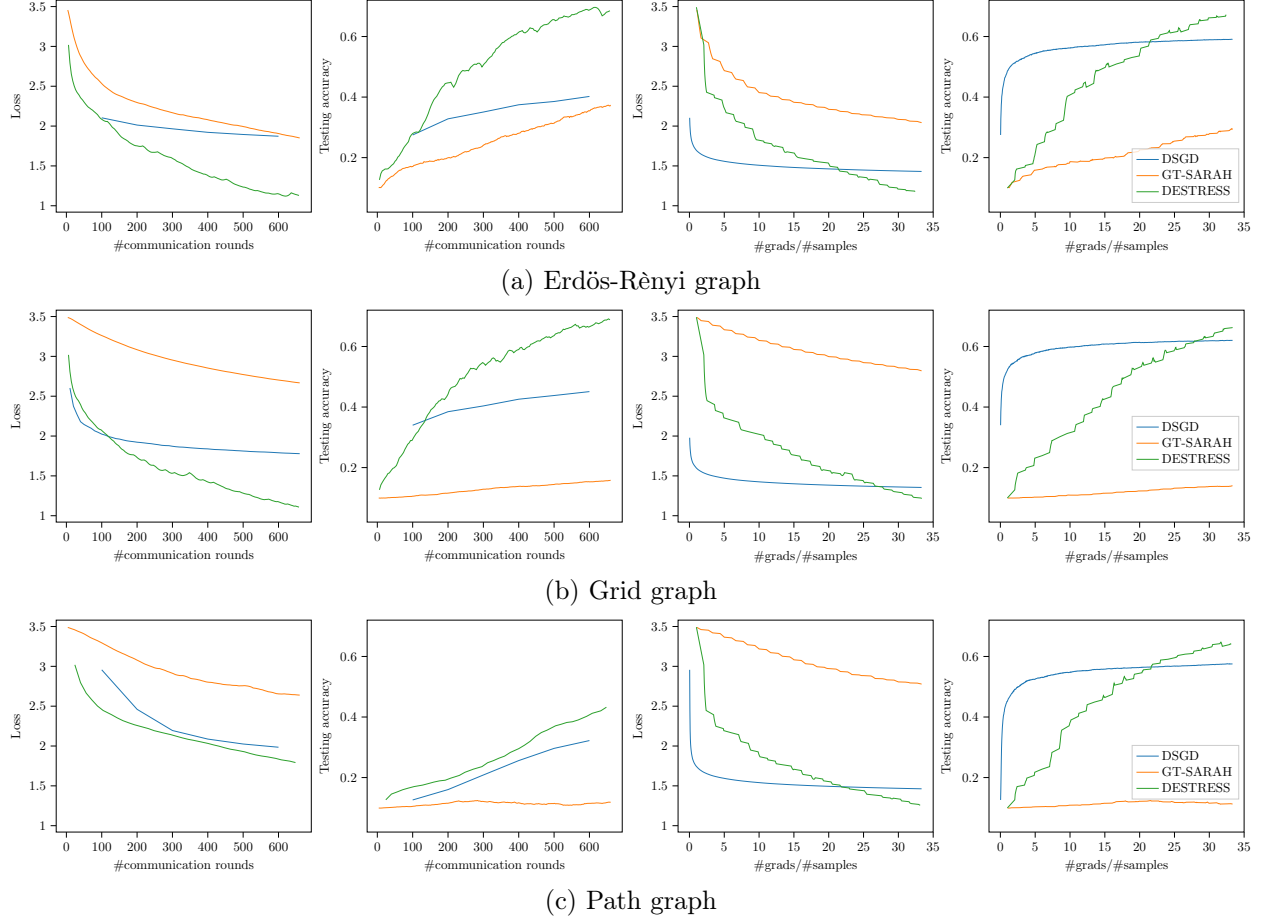 3.5
3
2.5
2
1.5
1
Loss
0 100 200 300 400 500 600
#communication rounds
0.6
0.4
0.2
Testing accuracy
0 100 200 300 400 500 600
#communication rounds
3.5
3
2.5
2
1.5
1
Loss
0 5 10 15 20 25 30 35
#grads/#samples
0.6
0.4
0.2
Testing accuracy
DSGD
GT-SARAH
DESTRESS
0 5 10 15 20 25 30 35
#grads/#samples
(a) Erdös-Rènyi graph
3.5
3
2.5
2
1.5
1
Loss
0 100 200 300 400 500 600
#communication rounds
0.6
0.4
0.2
Testing accuracy
0 100 200 300 400 500 600
#communication rounds
3.5
3
2.5
2
1.5
1
Loss
0 5 10 15 20 25 30 35
#grads/#samples
0.6
0.4
0.2
Testing accuracy
DSGD
GT-SARAH
DESTRESS
0 5 10 15 20 25 30 35
#grads/#samples
(b) Grid graph
3.5
3
2.5
2
1.5
1
Loss
0 100 200 300 400 500 600
#communication rounds
0.6
0.4
0.2
Testing accuracy
0 100 200 300 400 500 600
#communication rounds
3.5
3
2.5
2
1.5
1
Loss
0 5 10 15 20 25 30 35
#grads/#samples
0.6
0.4
0.2
Testing accuracy
DSGD
GT-SARAH
DESTRESS
0 5 10 15 20 25 30 35
#grads/#samples
(c) Path graph